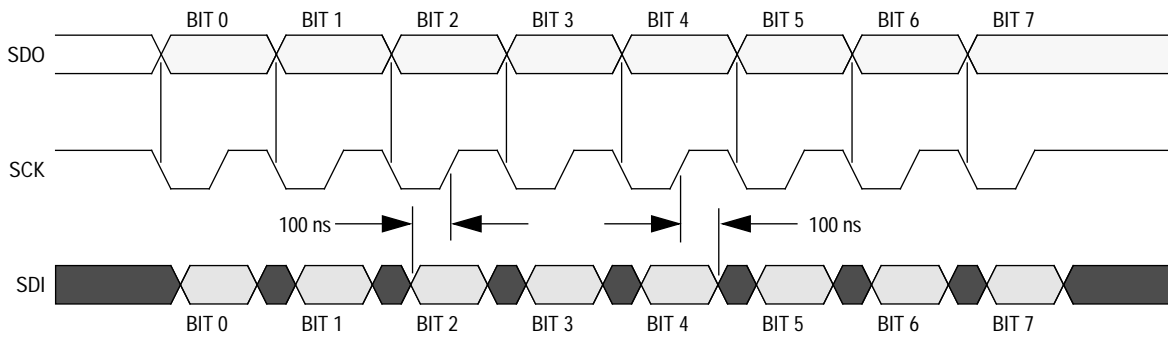 BIT 0 BIT 1 BIT 2 BIT 3 BIT 4 BIT 5 BIT 6 BIT 7
SDO
SCK
100 ns 100 ns
SDI
BIT 0 BIT 1 BIT 2 BIT 3 BIT 4 BIT 5 BIT 6 BIT 7